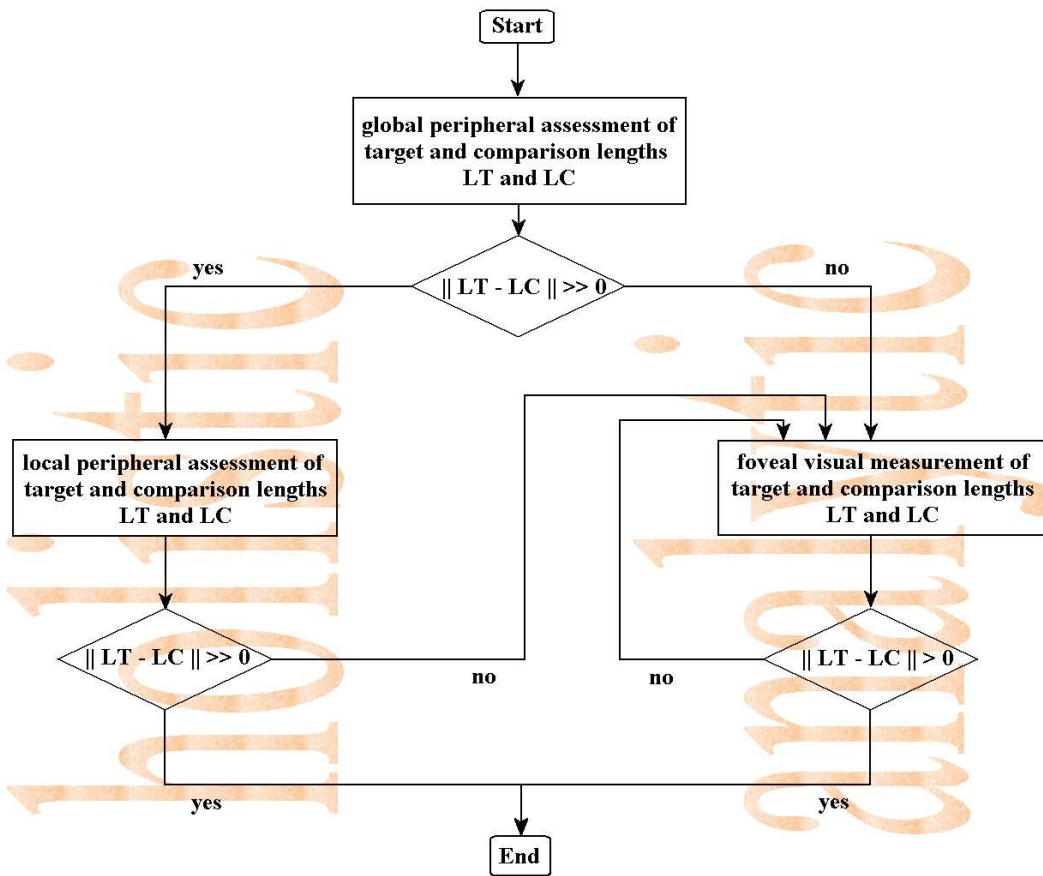 Start
global peripheral assessment of
target and comparison lengths
LT and LC
yes
|| LT - LC || >> 0
no
holistic
analytic
local peripheral assessment of
target and comparison lengths
LT and LC
foveal visual measurement of
target and comparison lengths
LT and LC
|| LT - LC || >> 0
no
no
|| LT - LC || > 0
yes
yes
End